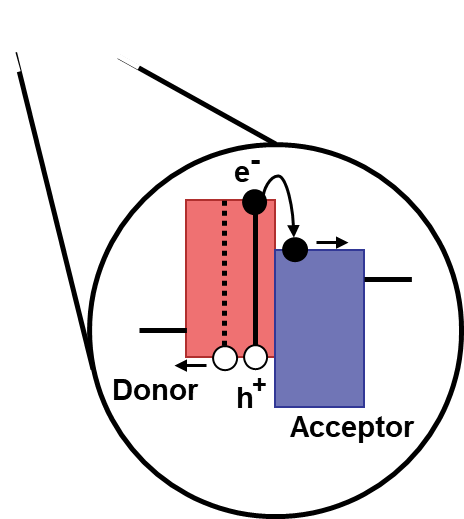 e-
Donor
h+
Acceptor